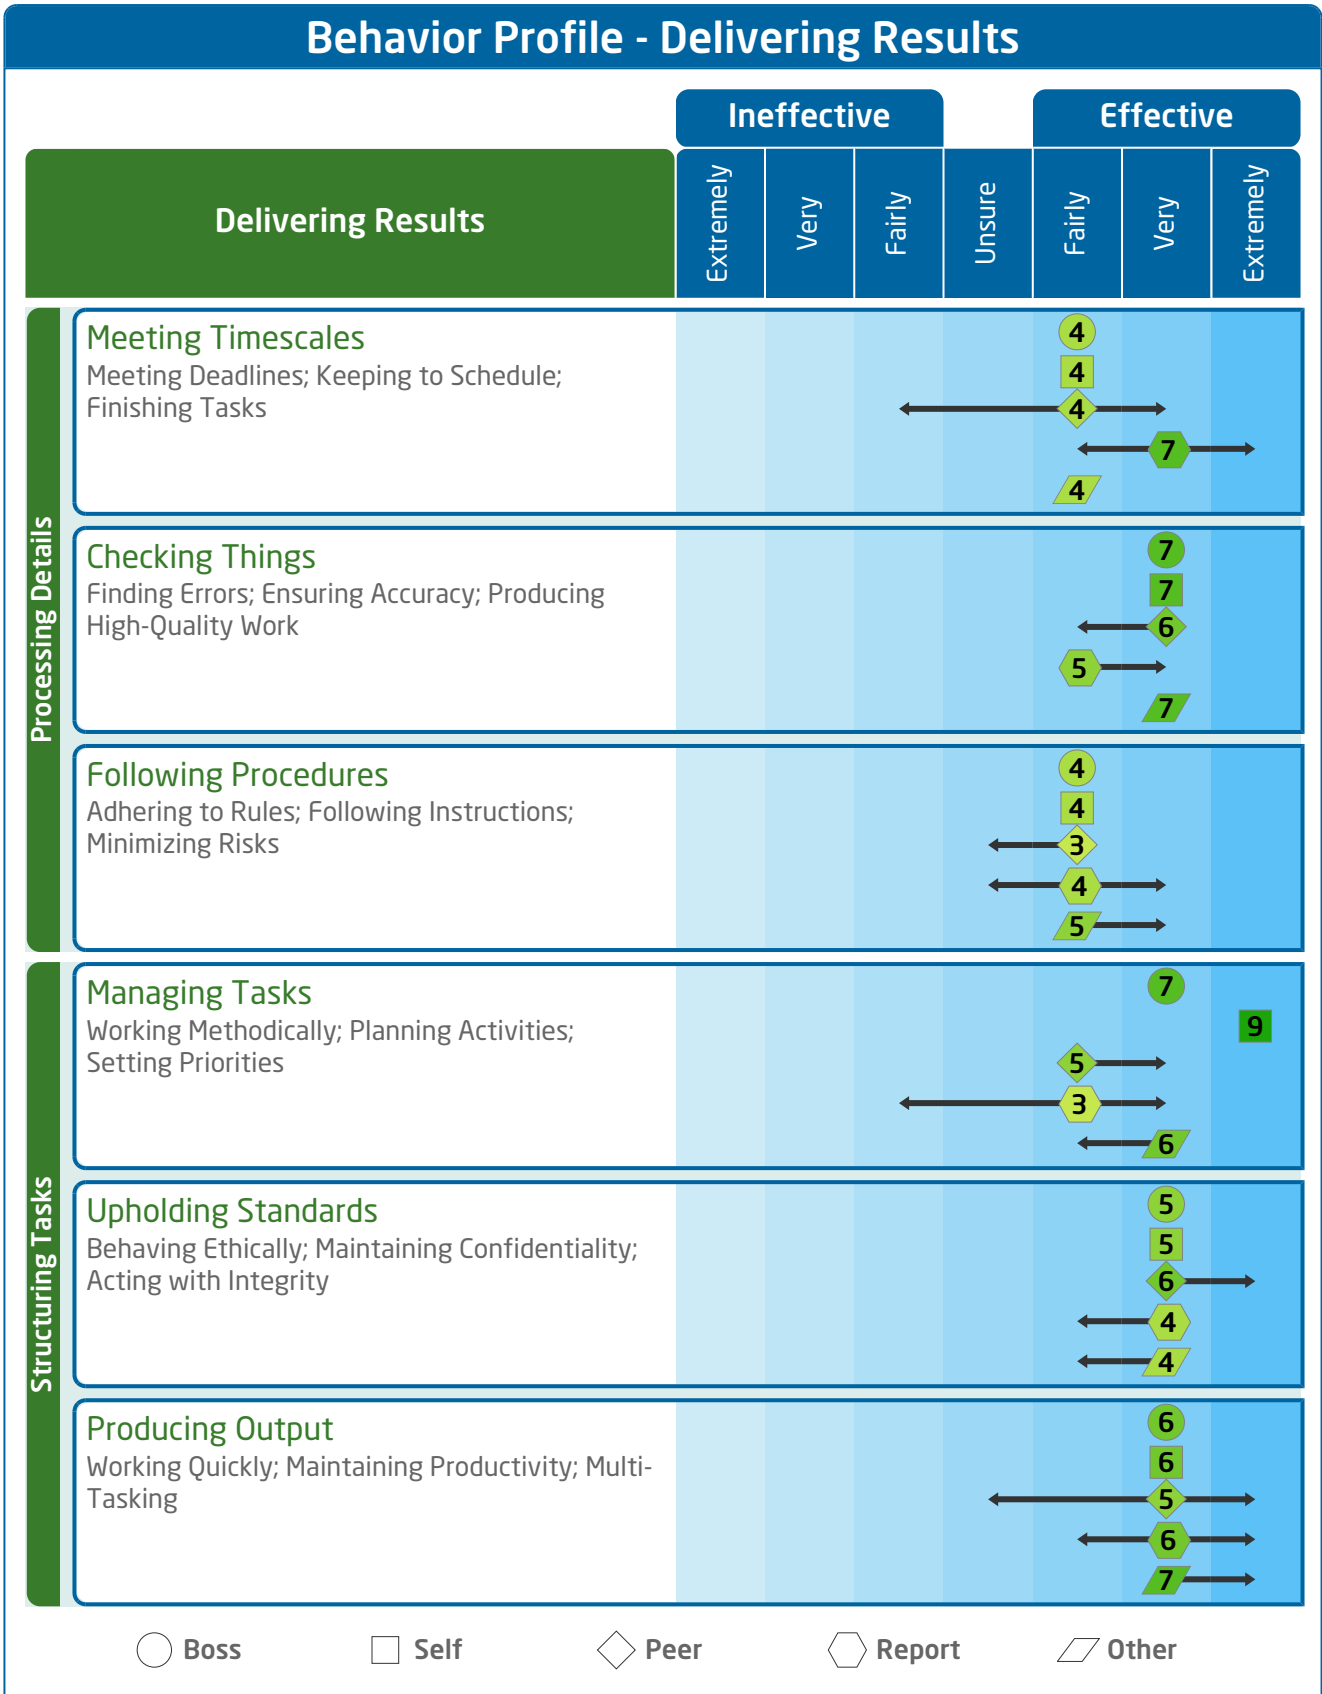 Behavior Profile - Delivering Results
Ineffective
Effective
Delivering Results
Extremely
Very
Fairly
Unsure
Fairly
Very
Extremely
Processing Details
Meeting Timescales
Meeting Deadlines; Keeping to Schedule;
Finishing Tasks
4
4
4
7
4
Checking Things
Finding Errors; Ensuring Accuracy; Producing
High-Quality Work
7
7
6
5
7
Following Procedures
Adhering to Rules; Following Instructions;
Minimizing Risks
4
4
3
4
5
Structuring Tasks
Managing Tasks
Working Methodically; Planning Activities;
Setting Priorities
7
9
5
3
6
Upholding Standards
Behaving Ethically; Maintaining Confidentiality;
Acting with Integrity
5
5
6
4
4
Producing Output
Working Quickly; Maintaining Productivity; Multi-
Tasking
6
6
5
6
7
Boss
Self
Peer
Report
Other